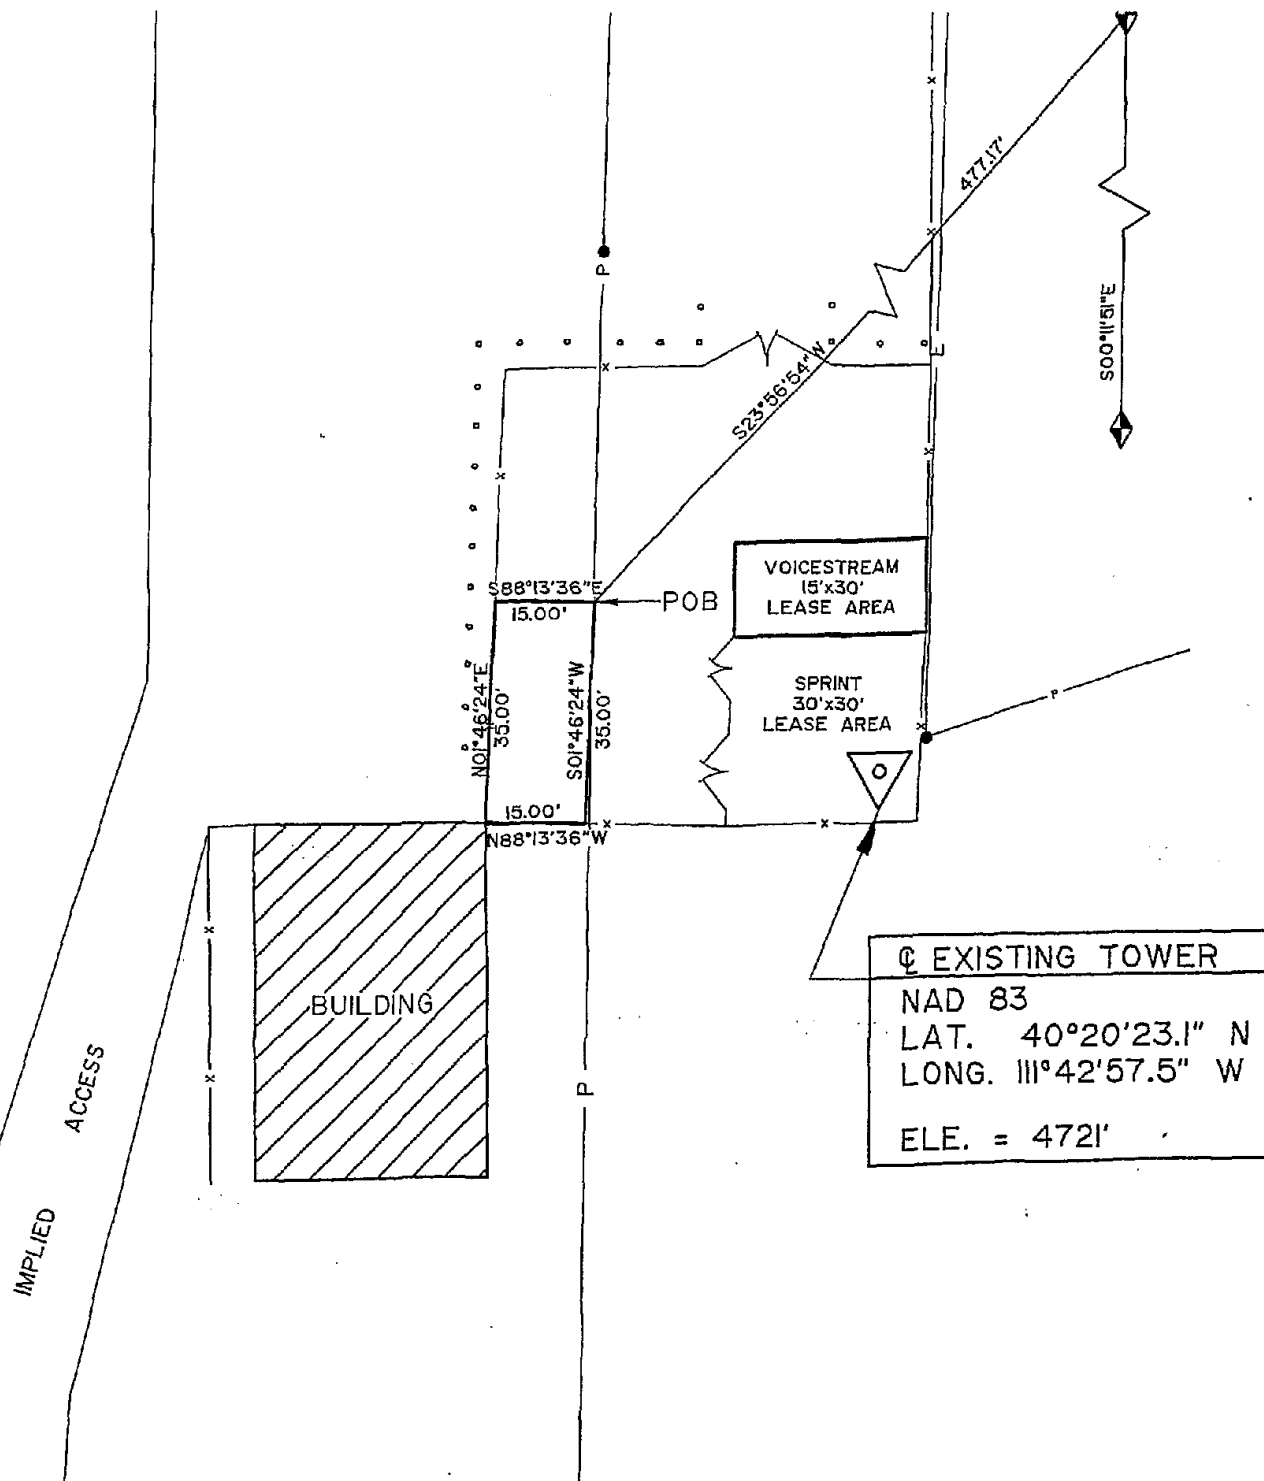 477.17'
S00°11'51"E
P
E
S23°56'54"W
VOICESTREAM
15'x30'
LEASE AREA
S88°13'36"E
15.00'
POB
SPRINT
30'x30'
LEASE AREA
N01°46'24"E
35.00'
S01°46'24"W
35.00'
P
15.00'
N88°13'36"W
BUILDING
℄ EXISTING TOWER
NAD 83
LAT. 40°20'23.1" N
LONG. 111°42'57.5" W
ELE. = 4721'
P
IMPLIED ACCESS